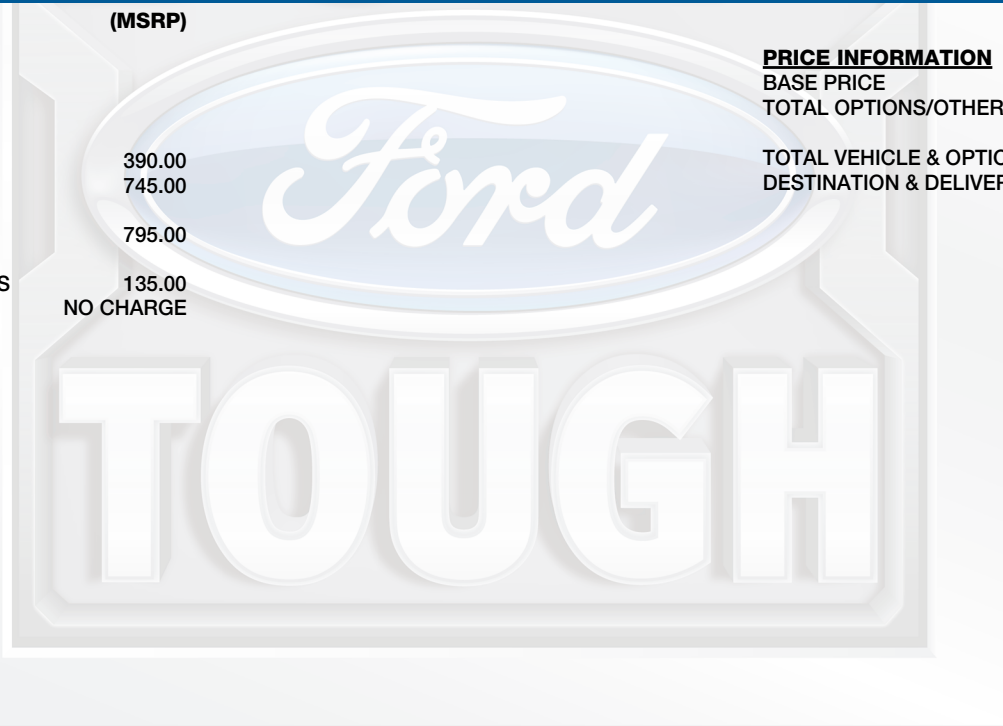 (MSRP)
390.00
745.00
795.00
S 135.00
NO CHARGE
PRICE INFORMATION
BASE PRICE
TOTAL OPTIONS/OTHER
TOTAL VEHICLE & OPTIO
DESTINATION & DELIVER
Ford
TOUGH